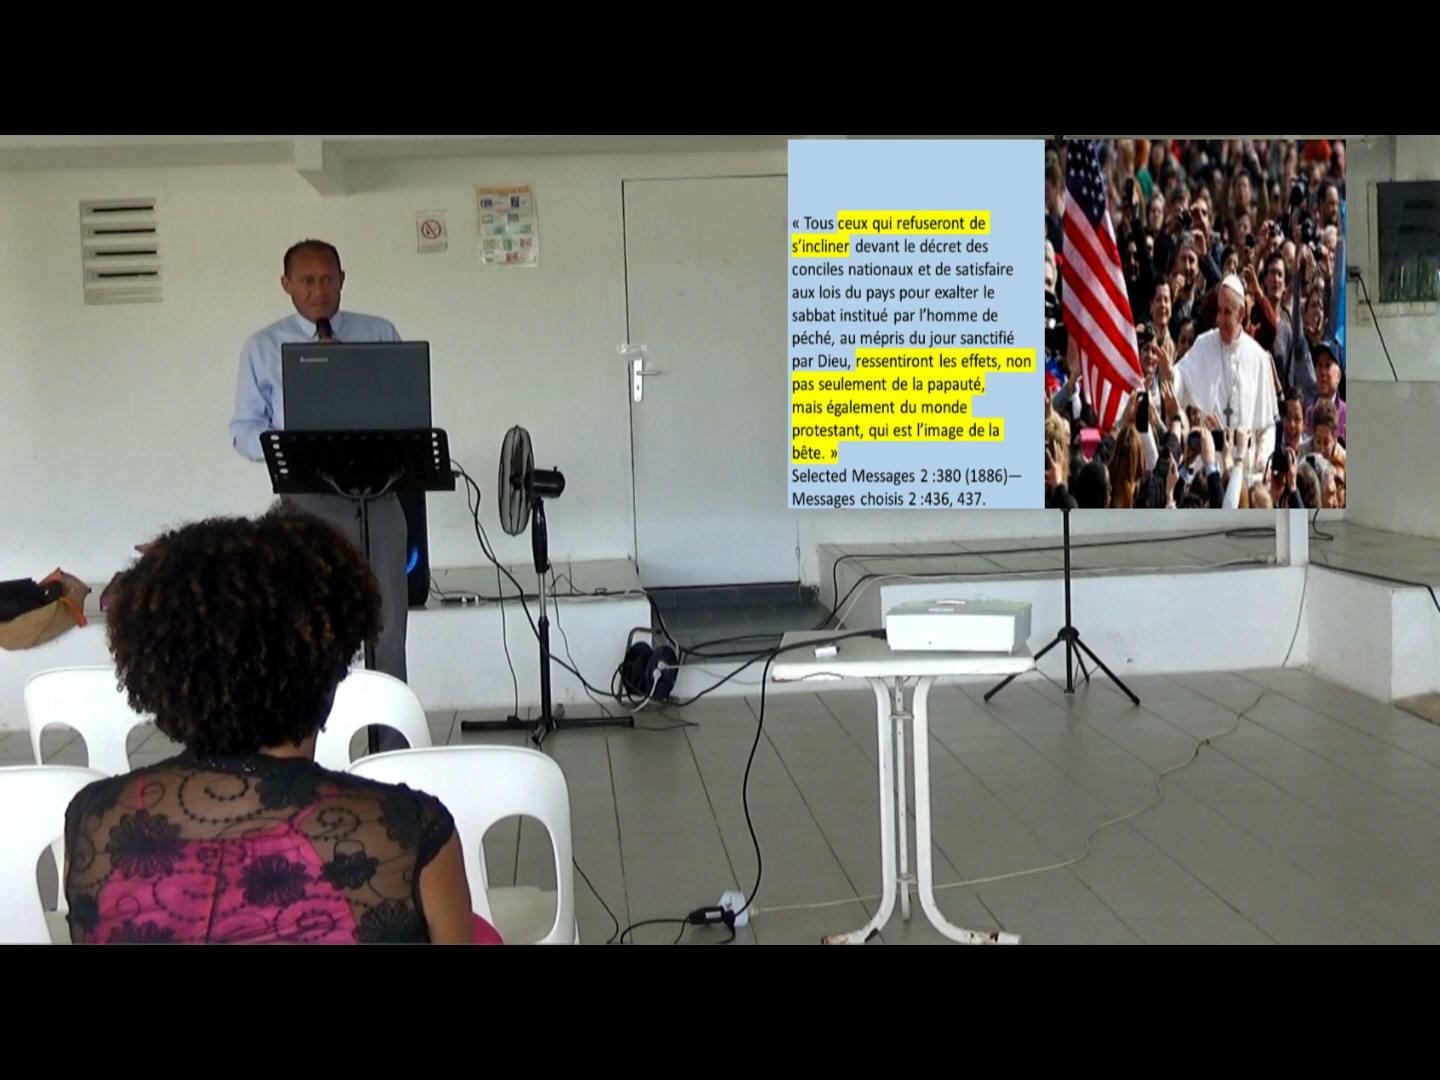 « Tous ceux qui refuseront de
s’incliner devant le décret des
conciles nationaux et de satisfaire
aux lois du pays pour exalter le
sabbat institué par l’homme de
péché, au mépris du jour sanctifié
par Dieu, ressentiront les effets, non
pas seulement de la papauté,
mais également du monde
protestant, qui est l’image de la
bête. »
Selected Messages 2 :380 (1886)—
Messages choisis 2 :436, 437.